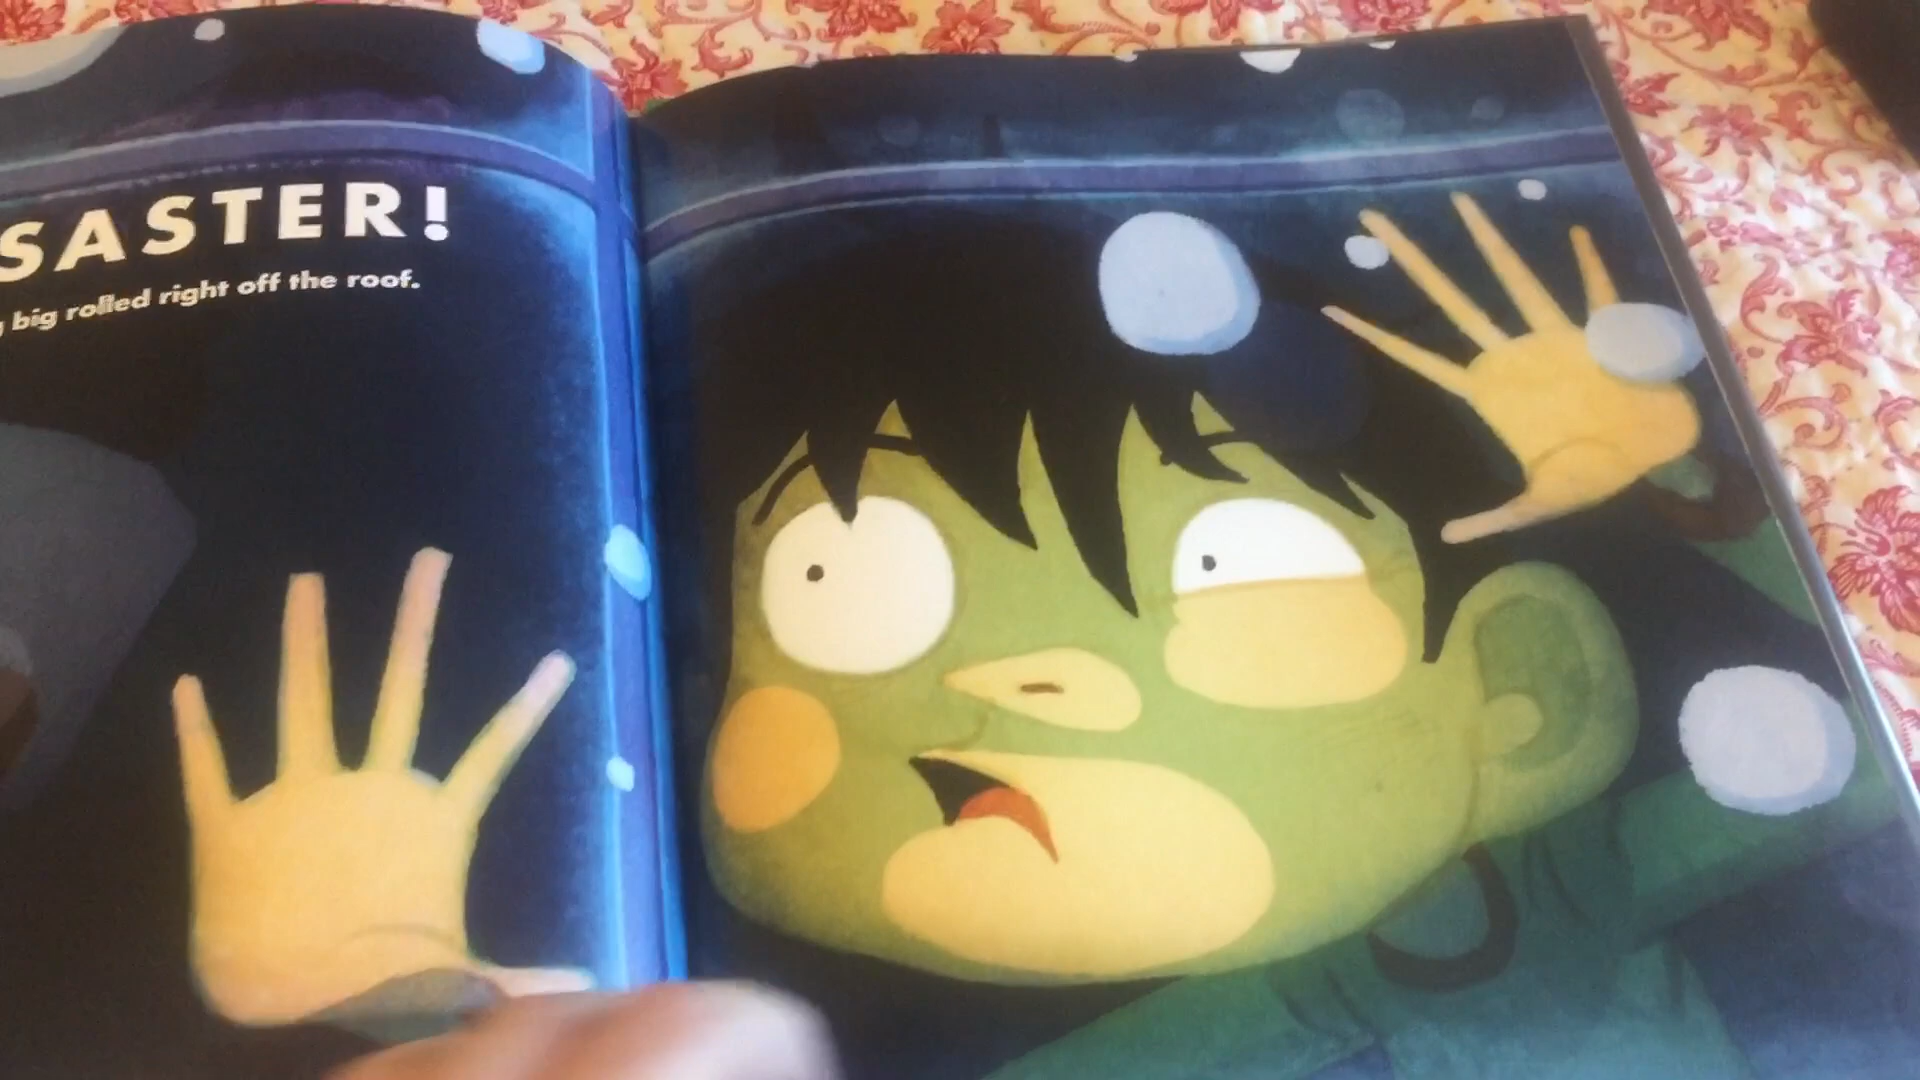 SASTER!
big rolled right off the roof.